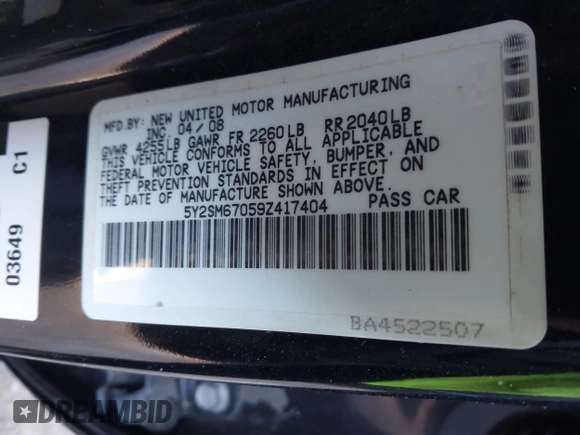 MFD.BY: NEW UNITED MOTOR MANUFACTURING
INC. 04/08
GVWR 4255LB GAWR FR 2260LB RR2040LB
THIS VEHICLE CONFORMS TO ALL APPLICABLE
FEDERAL MOTOR VEHICLE SAFETY, BUMPER, AND
THEFT PREVENTION STANDARDS IN EFFECT ON
THE DATE OF MANUFACTURE SHOWN ABOVE.
5Y2SM67059Z417404 PASS CAR
BA4522507
03649 C1
DREAMBID